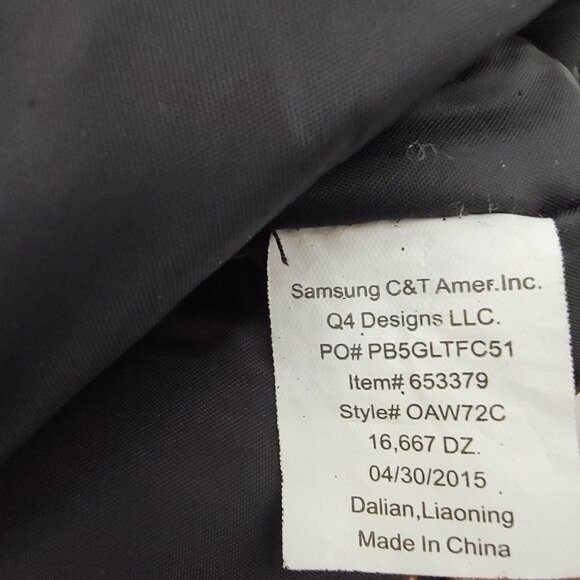 Samsung C&T Amer.Inc.
Q4 Designs LLC.
PO# PB5GLTFC51
Item# 653379
Style# OAW72C
16,667 DZ.
04/30/2015
Dalian,Liaoning
Made In China